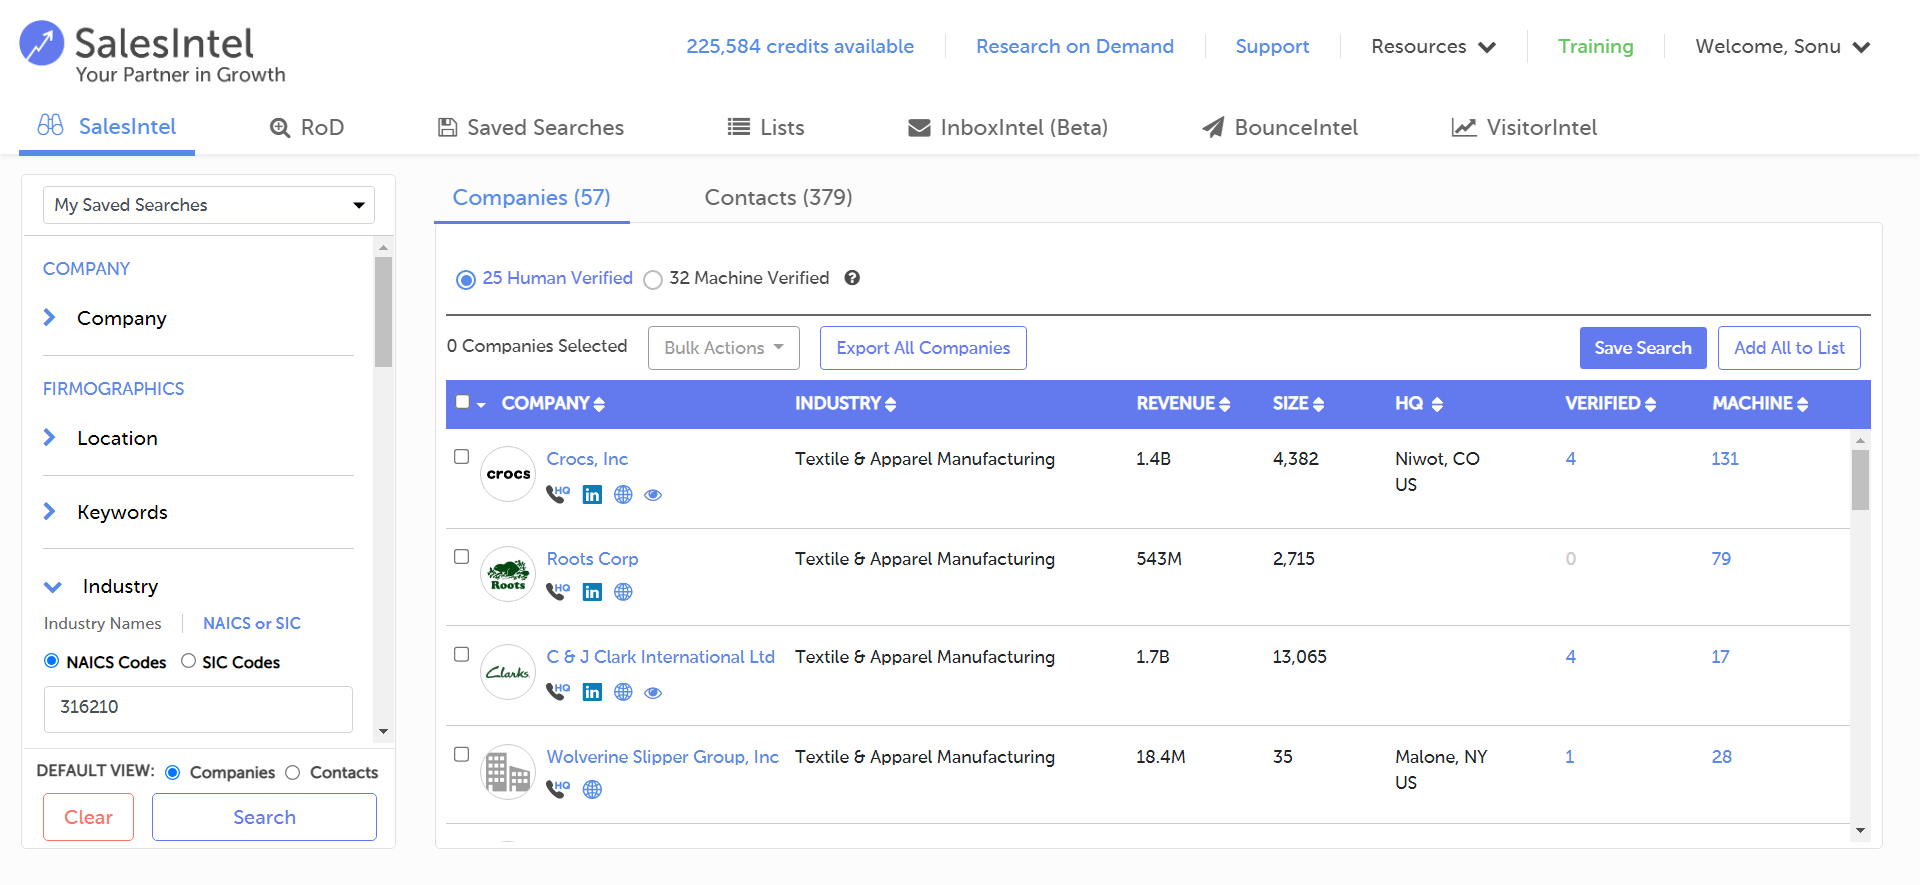 SalesIntel
Your Partner in Growth
225,584 credits available
Research on Demand
Support
Resources
Training
Welcome, Sonu
SalesIntel
RoD
Saved Searches
Lists
InboxIntel (Beta)
BounceIntel
VisitorIntel
My Saved Searches
COMPANY
Company
FIRMOGRAPHICS
Location
Keywords
Industry
Industry Names
NAICS or SIC
NAICS Codes
SIC Codes
316210
DEFAULT VIEW:
Companies
Contacts
Clear
Search
Companies (57)
Contacts (379)
25 Human Verified
32 Machine Verified
?
0 Companies Selected
Bulk Actions
Export All Companies
Save Search
Add All to List
COMPANY
INDUSTRY
REVENUE
SIZE
HQ
VERIFIED
MACHINE
crocs
Crocs, Inc
HQ
in
Textile & Apparel Manufacturing
1.4B
4,382
Niwot, CO
US
4
131
Roots
Roots Corp
HQ
in
Textile & Apparel Manufacturing
543M
2,715
0
79
Clarks
C & J Clark International Ltd
HQ
in
Textile & Apparel Manufacturing
1.7B
13,065
4
17
Wolverine Slipper Group, Inc
HQ
Textile & Apparel Manufacturing
18.4M
35
Malone, NY
US
1
28